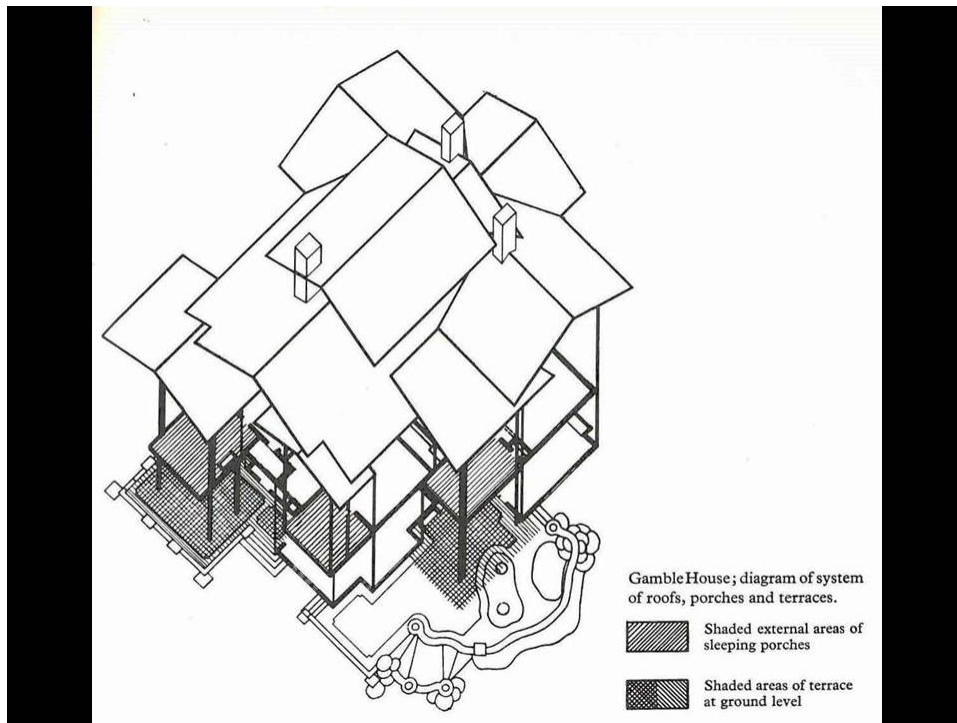 Gamble House; diagram of system
of roofs, porches and terraces.
Shaded external areas of
sleeping porches
Shaded areas of terrace
at ground level